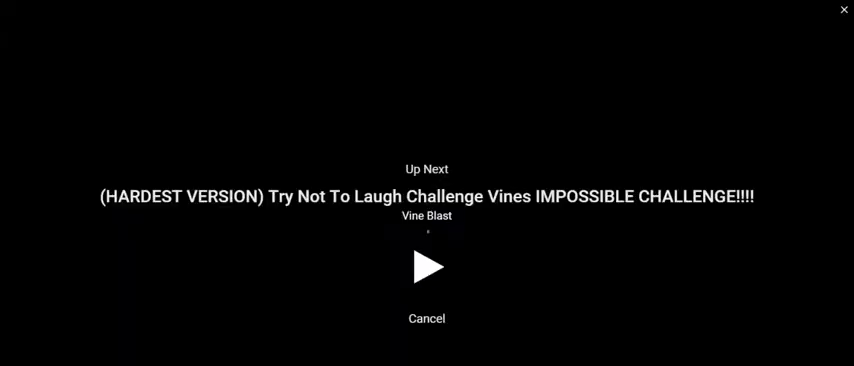 Up Next
(HARDEST VERSION) Try Not To Laugh Challenge Vines IMPOSSIBLE CHALLENGE!!!!
Vine Blast
Cancel